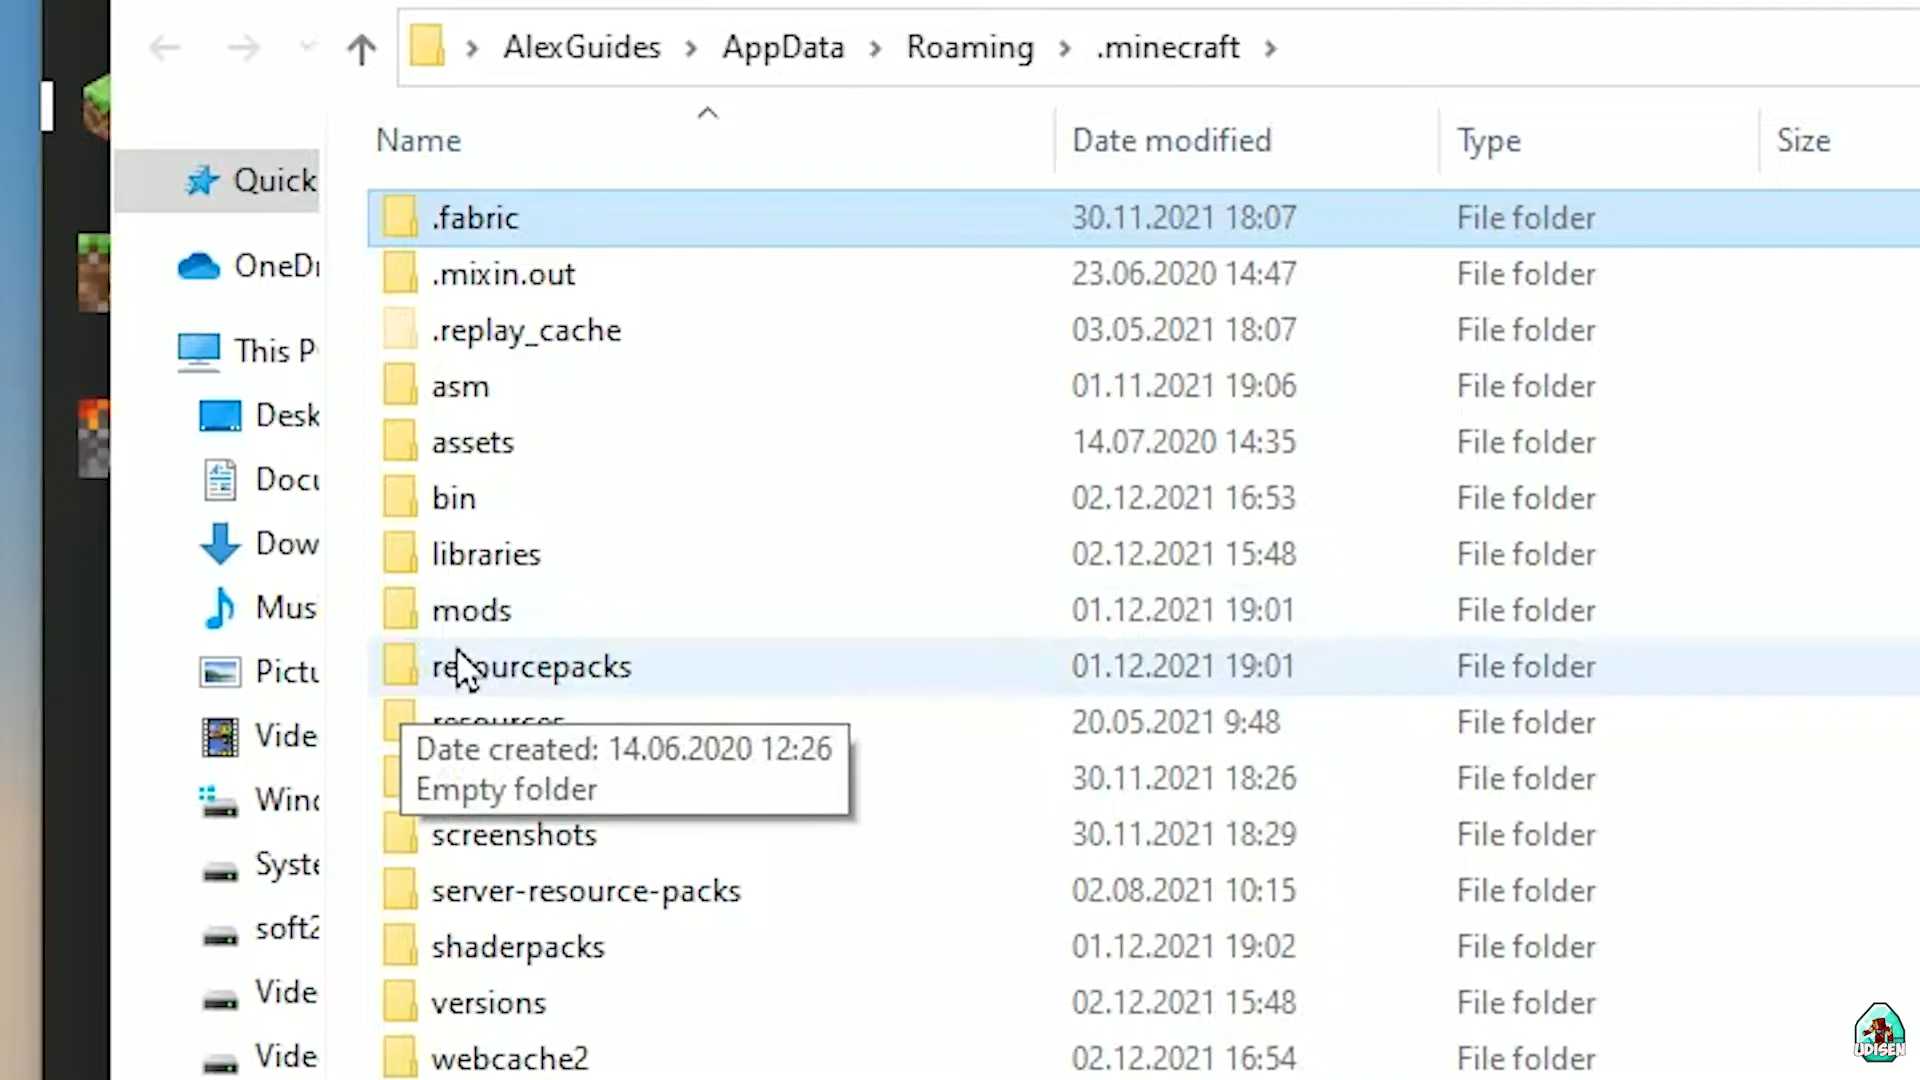 AlexGuides > AppData > Roaming > .minecraft >
Name Date modified Type Size
Quick
OneDr
This P
Desk
Docu
Dow
Mus
Pictu
Vide
Wind
Syste
soft2
Vide
Vide
.fabric 30.11.2021 18:07 File folder
.mixin.out 23.06.2020 14:47 File folder
.replay_cache 03.05.2021 18:07 File folder
asm 01.11.2021 19:06 File folder
assets 14.07.2020 14:35 File folder
bin 02.12.2021 16:53 File folder
libraries 02.12.2021 15:48 File folder
mods 01.12.2021 19:01 File folder
resourcepacks 01.12.2021 19:01 File folder
resources 20.05.2021 9:48 File folder
Date created: 14.06.2020 12:26
Empty folder
30.11.2021 18:26 File folder
screenshots 30.11.2021 18:29 File folder
server-resource-packs 02.08.2021 10:15 File folder
shaderpacks 01.12.2021 19:02 File folder
versions 02.12.2021 15:48 File folder
webcache2 02.12.2021 16:54 File folder
UDISEN